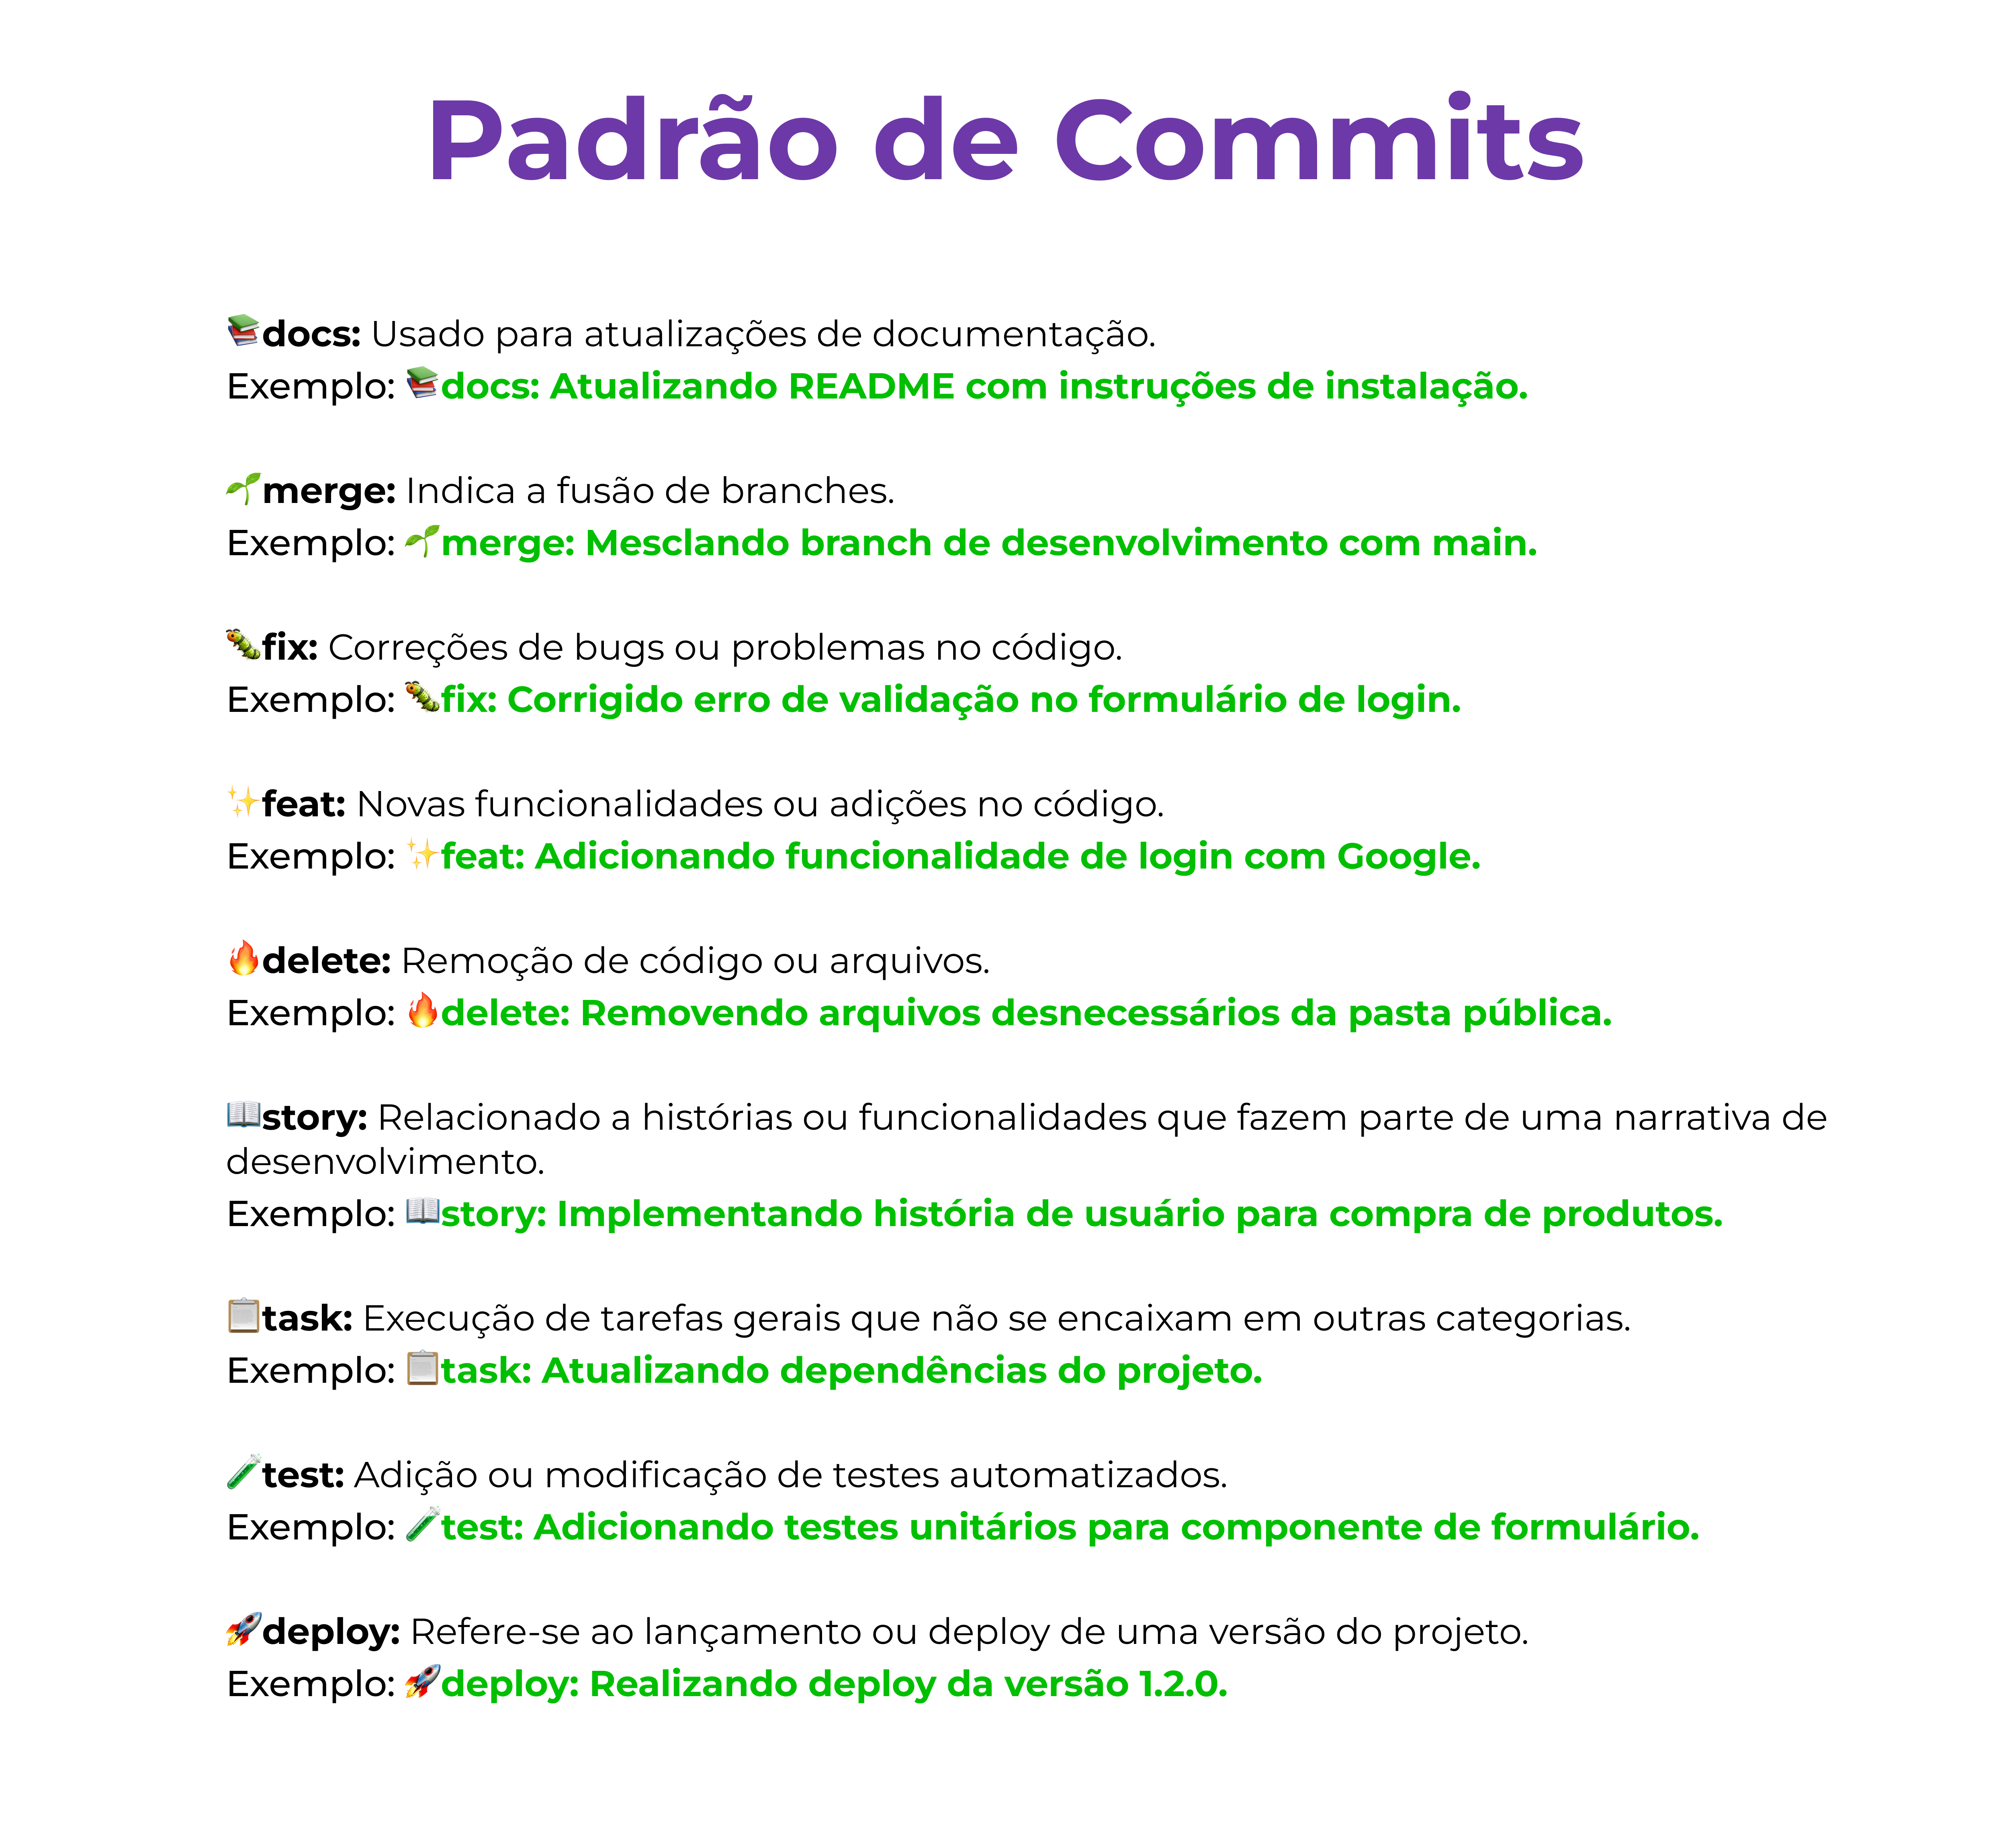 Padrão de Commits
📚docs: Usado para atualizações de documentação.
Exemplo: 📚docs: Atualizando README com instruções de instalação.
🌱merge: Indica a fusão de branches.
Exemplo: 🌱merge: Mesclando branch de desenvolvimento com main.
🐛fix: Correções de bugs ou problemas no código.
Exemplo: 🐛fix: Corrigido erro de validação no formulário de login.
✨feat: Novas funcionalidades ou adições no código.
Exemplo: ✨feat: Adicionando funcionalidade de login com Google.
🔥delete: Remoção de código ou arquivos.
Exemplo: 🔥delete: Removendo arquivos desnecessários da pasta pública.
📖story: Relacionado a histórias ou funcionalidades que fazem parte de uma narrativa de
desenvolvimento.
Exemplo: 📖story: Implementando história de usuário para compra de produtos.
📋task: Execução de tarefas gerais que não se encaixam em outras categorias.
Exemplo: 📋task: Atualizando dependências do projeto.
🧪test: Adição ou modificação de testes automatizados.
Exemplo: 🧪test: Adicionando testes unitários para componente de formulário.
🚀deploy: Refere-se ao lançamento ou deploy de uma versão do projeto.
Exemplo: 🚀deploy: Realizando deploy da versão 1.2.0.